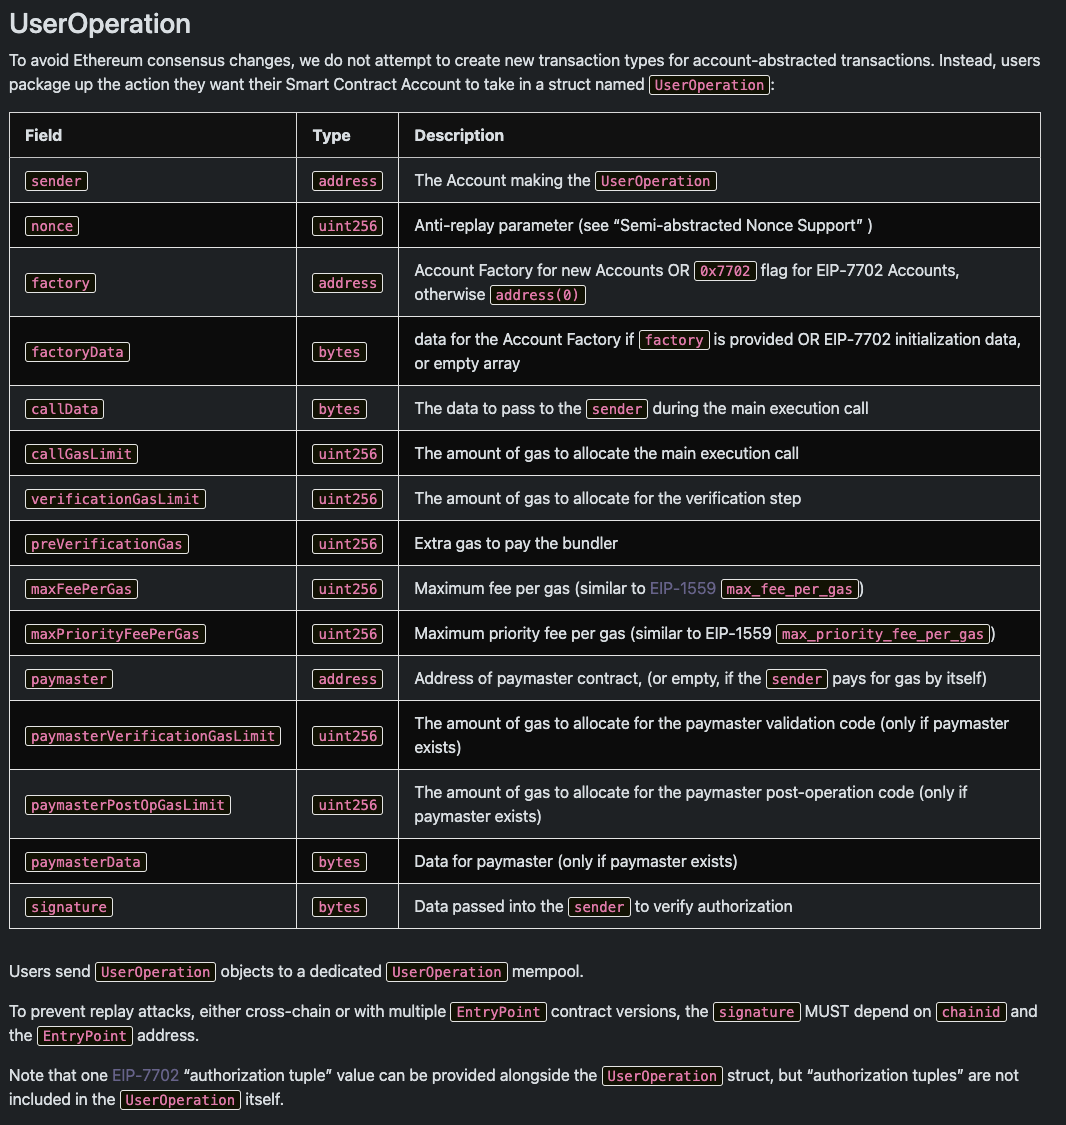 UserOperation
To avoid Ethereum consensus changes, we do not attempt to create new transaction types for account-abstracted transactions. Instead, users
package up the action they want their Smart Contract Account to take in a struct named UserOperation:
Field Type Description
sender address The Account making the UserOperation
nonce uint256 Anti-replay parameter (see “Semi-abstracted Nonce Support” )
factory address Account Factory for new Accounts OR 0x7702 flag for EIP-7702 Accounts,
otherwise address(0)
factoryData bytes data for the Account Factory if factory is provided OR EIP-7702 initialization data,
or empty array
callData bytes The data to pass to the sender during the main execution call
callGasLimit uint256 The amount of gas to allocate the main execution call
verificationGasLimit uint256 The amount of gas to allocate for the verification step
preVerificationGas uint256 Extra gas to pay the bundler
maxFeePerGas uint256 Maximum fee per gas (similar to EIP-1559 max_fee_per_gas)
maxPriorityFeePerGas uint256 Maximum priority fee per gas (similar to EIP-1559 max_priority_fee_per_gas)
paymaster address Address of paymaster contract, (or empty, if the sender pays for gas by itself)
paymasterVerificationGasLimit uint256 The amount of gas to allocate for the paymaster validation code (only if paymaster
exists)
paymasterPostOpGasLimit uint256 The amount of gas to allocate for the paymaster post-operation code (only if
paymaster exists)
paymasterData bytes Data for paymaster (only if paymaster exists)
signature bytes Data passed into the sender to verify authorization
Users send UserOperation objects to a dedicated UserOperation mempool.
To prevent replay attacks, either cross-chain or with multiple EntryPoint contract versions, the signature MUST depend on chainid and
the EntryPoint address.
Note that one EIP-7702 “authorization tuple” value can be provided alongside the UserOperation struct, but “authorization tuples” are not
included in the UserOperation itself.